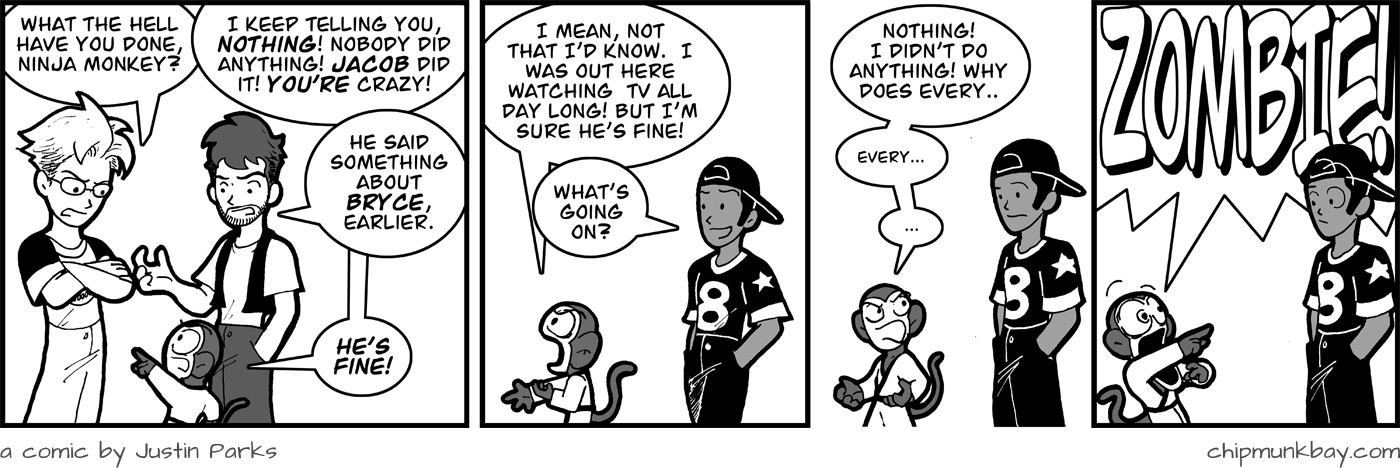 WHAT THE HELL
HAVE YOU DONE,
NINJA MONKEY?
I KEEP TELLING YOU,
NOTHING! NOBODY DID
ANYTHING! JACOB DID
IT! YOU'RE CRAZY!
HE SAID
SOMETHING
ABOUT
BRYCE,
EARLIER.
HE'S
FINE!
I MEAN, NOT
THAT I'D KNOW. I
WAS OUT HERE
WATCHING TV ALL
DAY LONG! BUT I'M
SURE HE'S FINE!
WHAT'S
GOING
ON?
8
NOTHING!
I DIDN'T DO
ANYTHING! WHY
DOES EVERY..
EVERY...
...
8
ZOMBIE!
8
a comic by Justin Parks
chipmunkbay.com